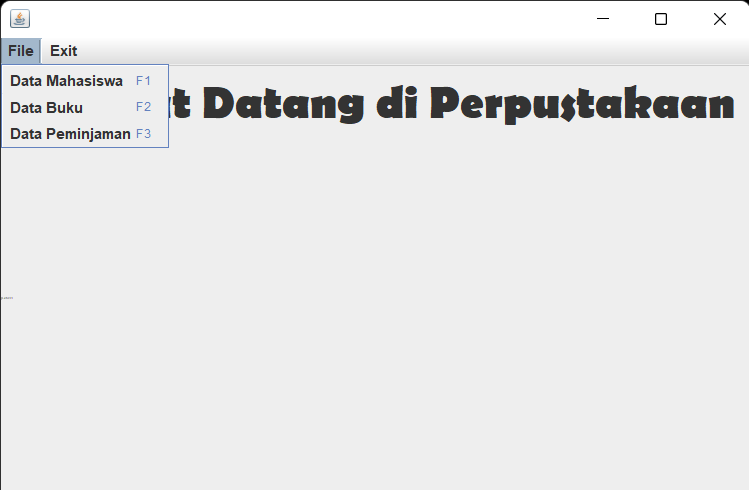 File Exit
Data Mahasiswa F1
Data Buku F2
Data Peminjaman F3
Datang di Perpustakaan